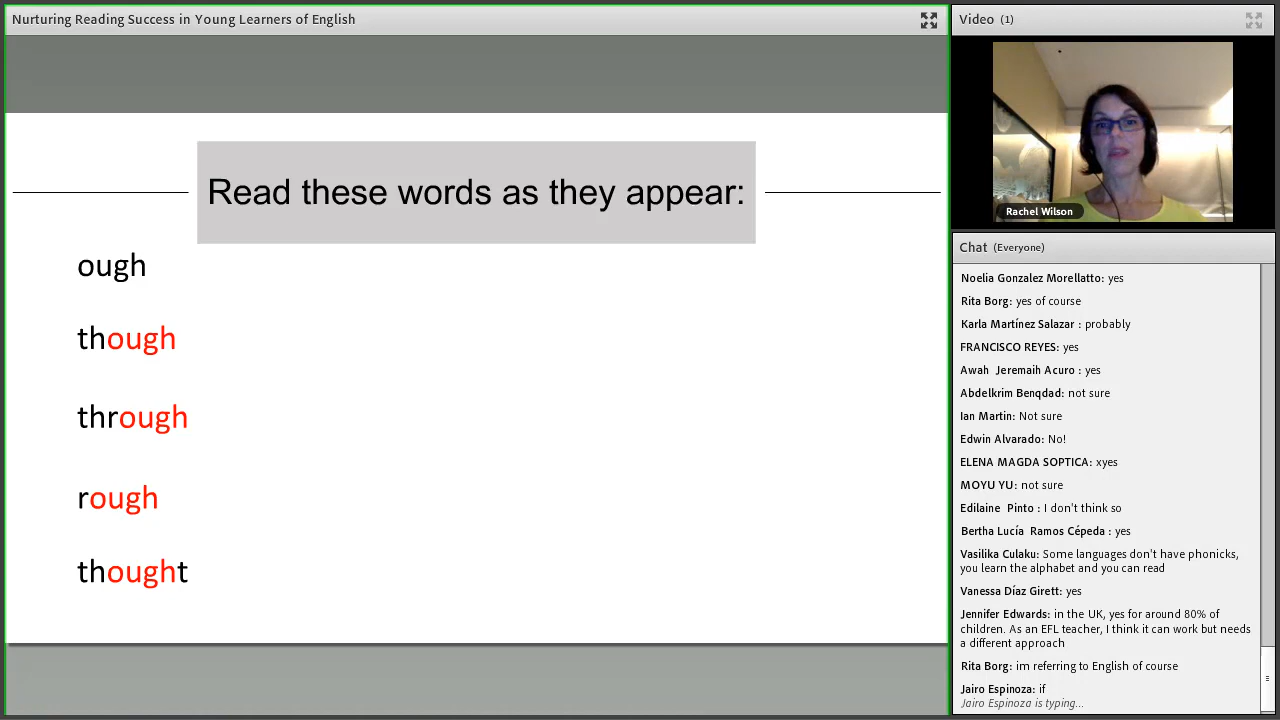 Nurturing Reading Success in Young Learners of English
Read these words as they appear:
ough
though
through
rough
thought
Video (1)
Rachel Wilson
Chat (Everyone)
Noelia Gonzalez Morellatto: yes
Rita Borg: yes of course
Karla Martínez Salazar : probably
FRANCISCO REYES: yes
Awah Jeremaih Acuro : yes
Abdelkrim Benqdad: not sure
Ian Martin: Not sure
Edwin Alvarado: No!
ELENA MAGDA SOPTICA: xyes
MOYU YU: not sure
Edilaine Pinto : I don't think so
Bertha Lucía Ramos Cépeda : yes
Vasilika Culaku: Some languages don't have phonicks,
you learn the alphabet and you can read
Vanessa Díaz Girett: yes
Jennifer Edwards: in the UK, yes for around 80% of
children. As an EFL teacher, I think it can work but needs
a different approach
Rita Borg: im referring to English of course
Jairo Espinoza: if
Jairo Espinoza is typing...